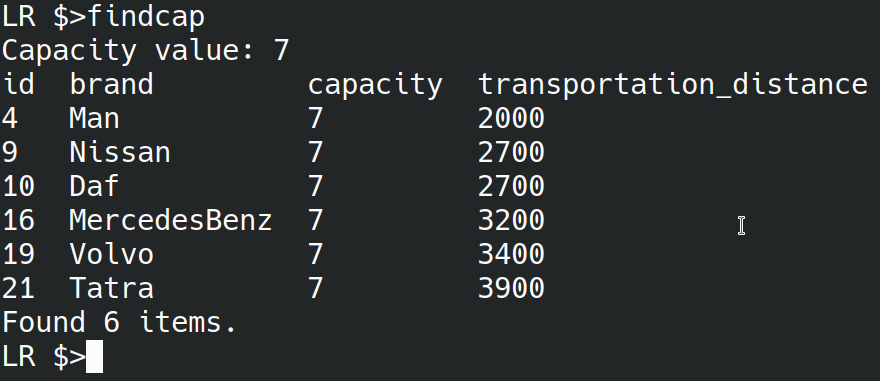 LR $>findcap
Capacity value: 7
id  brand         capacity  transportation_distance
4   Man           7         2000
9   Nissan        7         2700
10  Daf           7         2700
16  MercedesBenz  7         3200
19  Volvo         7         3400
21  Tatra         7         3900
Found 6 items.
LR $>